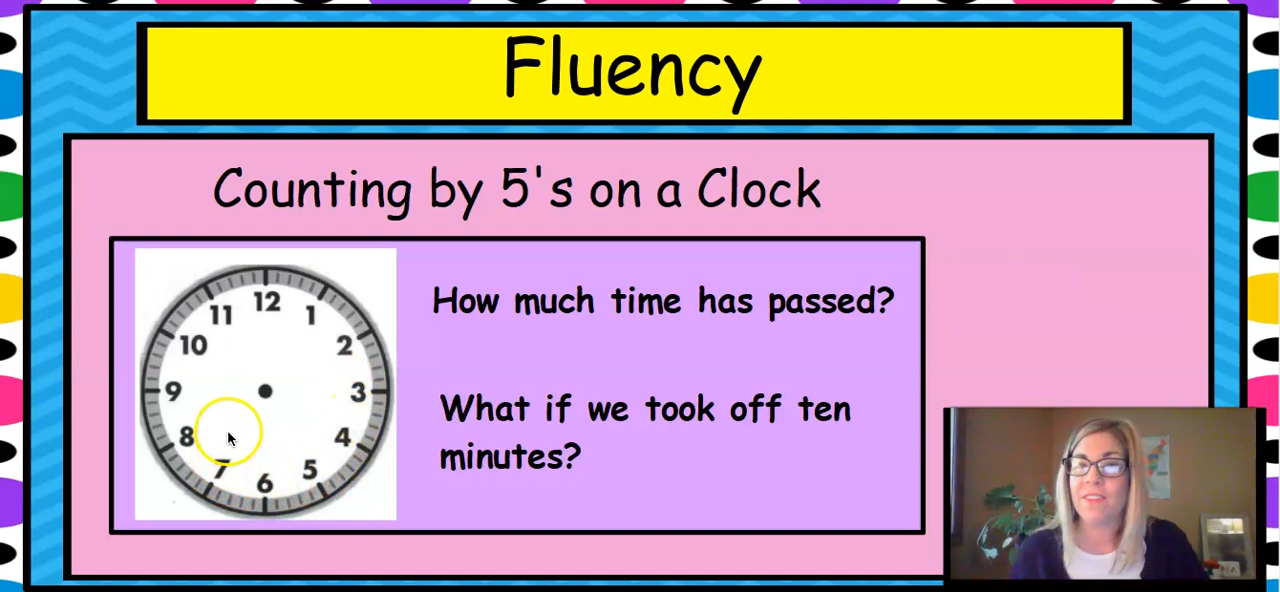 Fluency
Counting by 5's on a Clock
How much time has passed?
What if we took off ten
minutes?
12
11
1
10
2
9
3
8
4
7
5
6